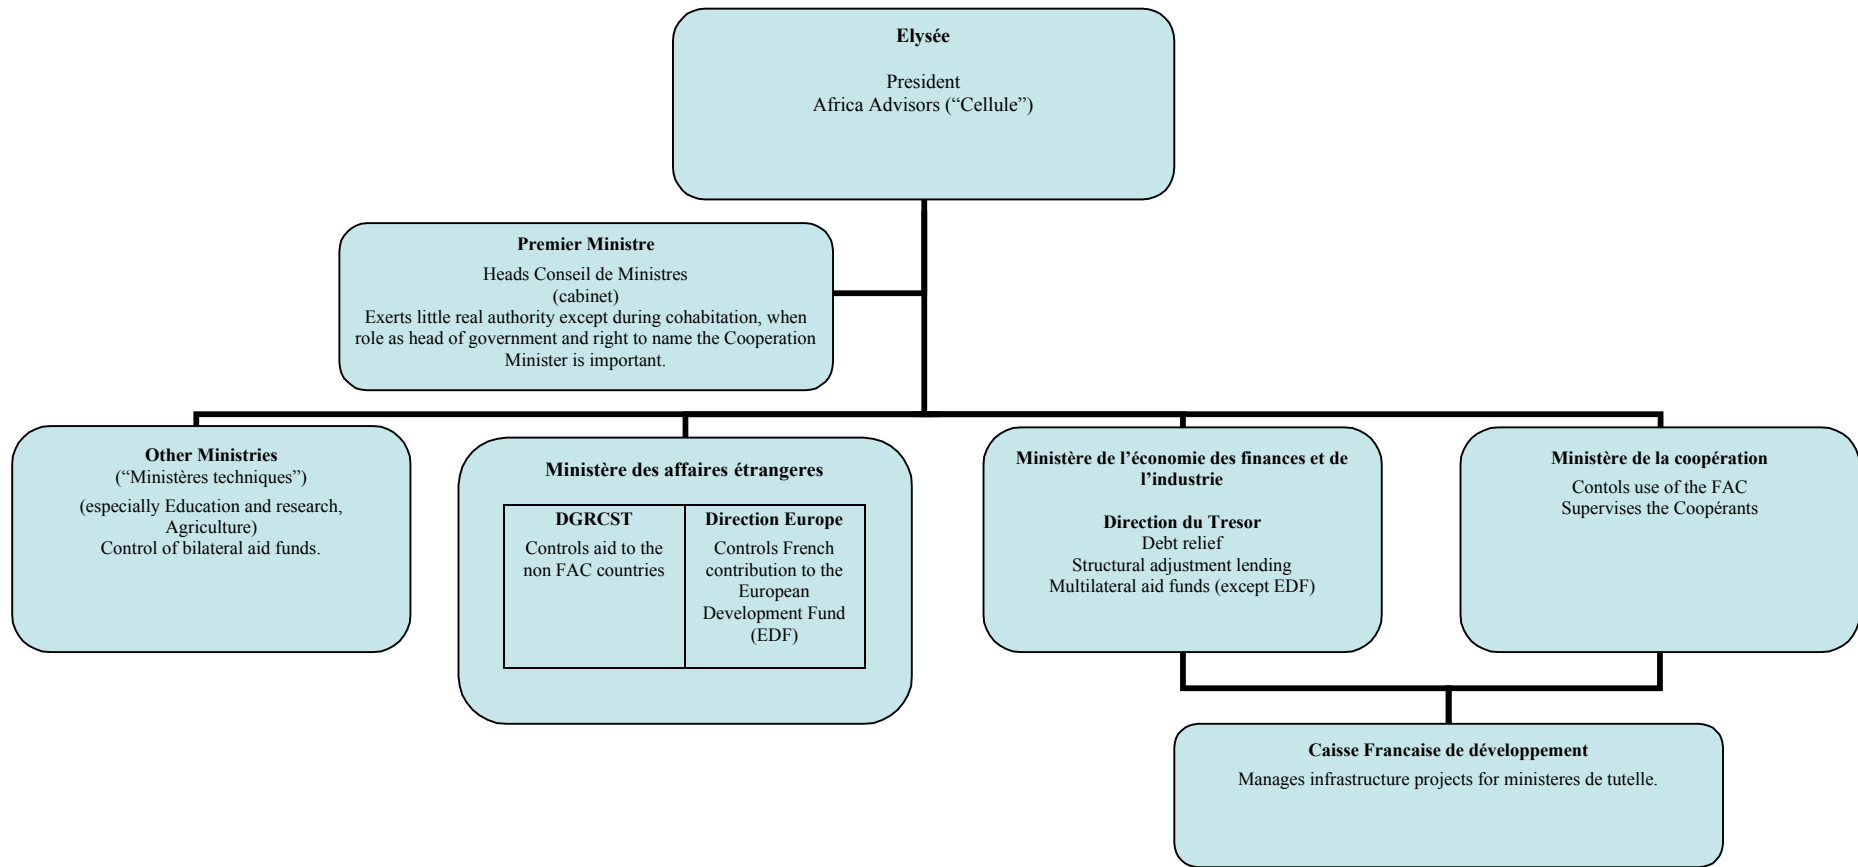 Elysée
President
Africa Advisors (“Cellule”)
Premier Ministre
Heads Conseil de Ministres
(cabinet)
Exerts little real authority except during cohabitation, when
role as head of government and right to name the Cooperation
Minister is important.
Other Ministries
(“Ministères techniques”)
(especially Education and research,
Agriculture)
Control of bilateral aid funds.
Ministère des affaires étrangeres
DGRCST
Controls aid to the
non FAC countries
Direction Europe
Controls French
contribution to the
European
Development Fund
(EDF)
Ministère de l’économie des finances et de
l’industrie
Direction du Tresor
Debt relief
Structural adjustment lending
Multilateral aid funds (except EDF)
Ministère de la coopération
Contols use of the FAC
Supervises the Coopérants
Caisse Francaise de développement
Manages infrastructure projects for ministeres de tutelle.